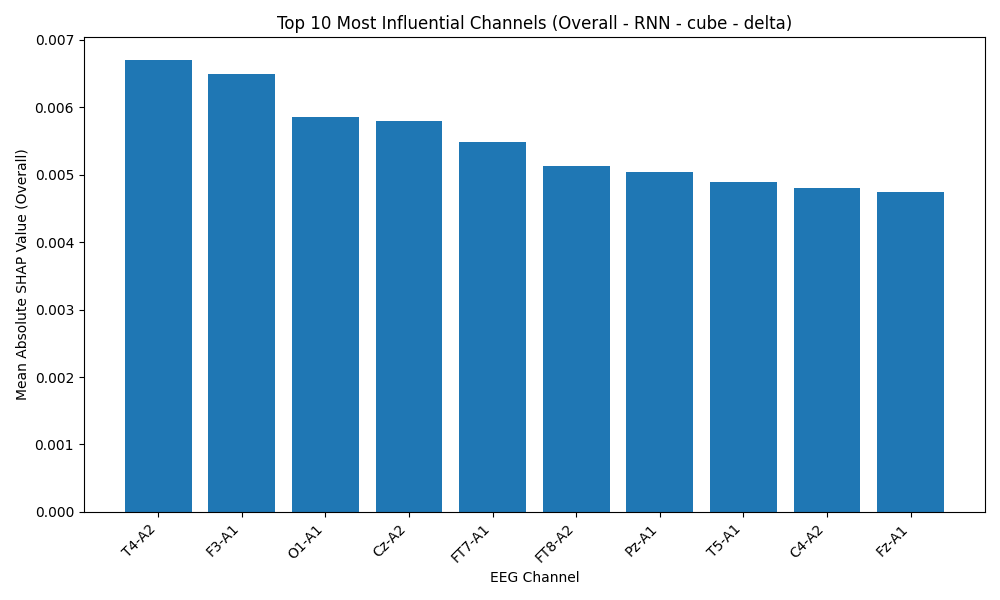 Top 10 Most Influential Channels (Overall - RNN - cube - delta)
Mean Absolute SHAP Value (Overall)
0.007
0.006
0.005
0.004
0.003
0.002
0.001
0.000
T4-A2
F3-A1
O1-A1
Cz-A2
FT7-A1
FT8-A2
Pz-A1
T5-A1
C4-A2
Fz-A1
EEG Channel